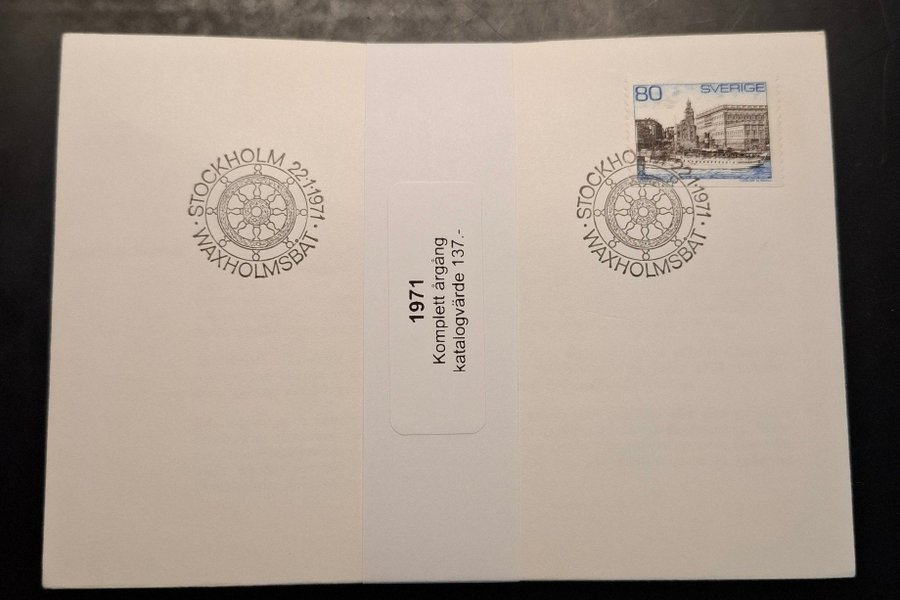 STOCKHOLM 22.1.1971
WAXHOLMSBÅT
1971
Komplett årgång
katalogvärde 137.-
80 SVERIGE
STOCKHOLM 22.1.1971
WAXHOLMSBÅT